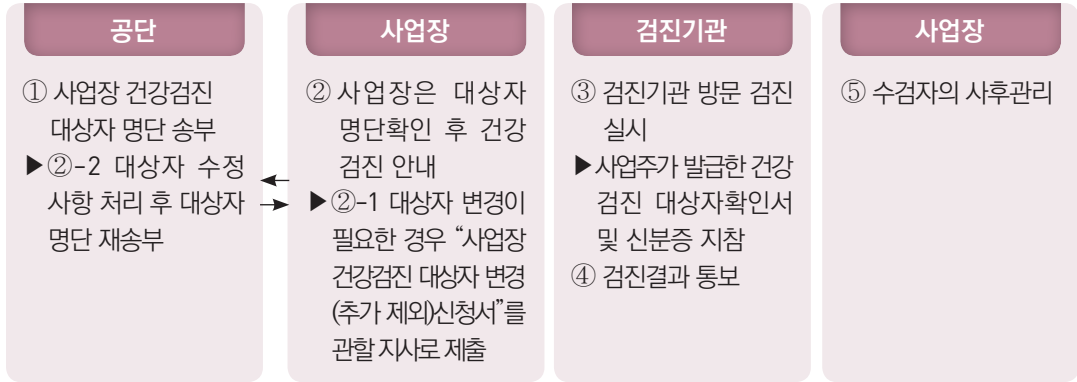 공단
① 사업장 건강검진
대상자 명단 송부
▶②-2 대상자 수정
사항 처리 후 대상자
명단 재송부
사업장
② 사업장은 대상자
명단확인 후 건강
검진 안내
▶②-1 대상자 변경이
필요한 경우 “사업장
건강검진 대상자 변경
(추가 제외)신청서”를
관할 지사로 제출
검진기관
③ 검진기관 방문 검진
실시
▶사업주가 발급한 건강
검진 대상자확인서
및 신분증 지참
④ 검진결과 통보
사업장
⑤ 수검자의 사후관리